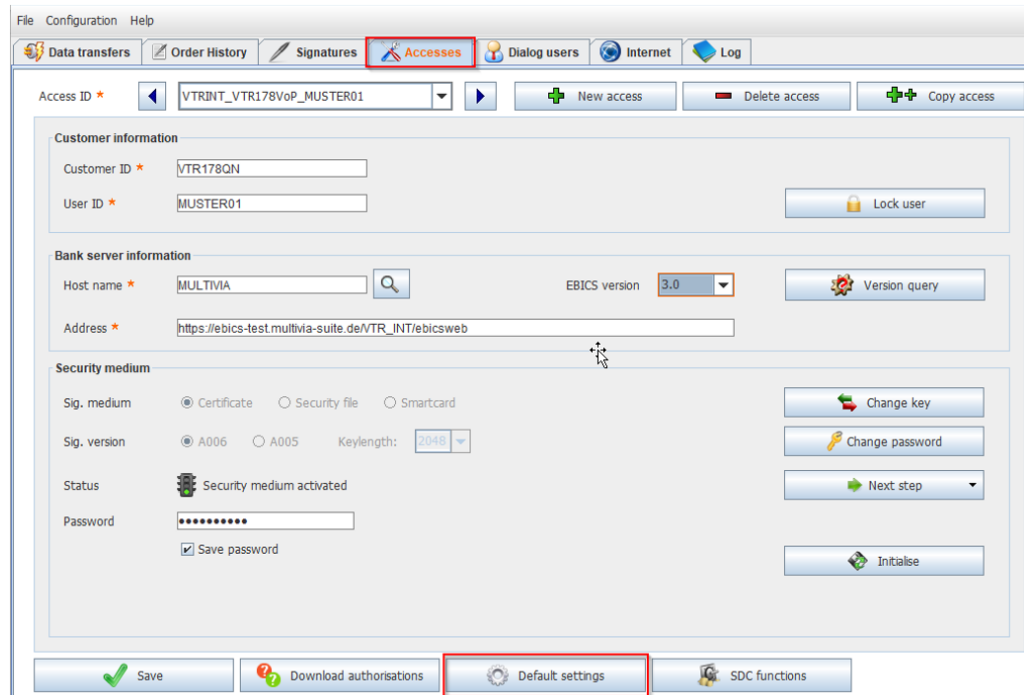 File Configuration Help
Data transfers Order History Signatures Accesses Dialog users Internet Log
Access ID * VTRINT_VTR178VoP_MUSTER01 New access Delete access Copy access
Customer information
Customer ID * VTR178QN
User ID * MUSTER01 Lock user
Bank server information
Host name * MULTIVIA EBICS version 3.0 Version query
Address * https://ebics-test.multivia-suite.de/VTR_INT/ebicsweb
Security medium
Sig. medium Certificate Security file Smartcard Change key
Sig. version A006 A005 Keylength: 2048 Change password
Status Security medium activated Next step
Password ••••••••••
Save password Initialise
Save Download authorisations Default settings SDC functions